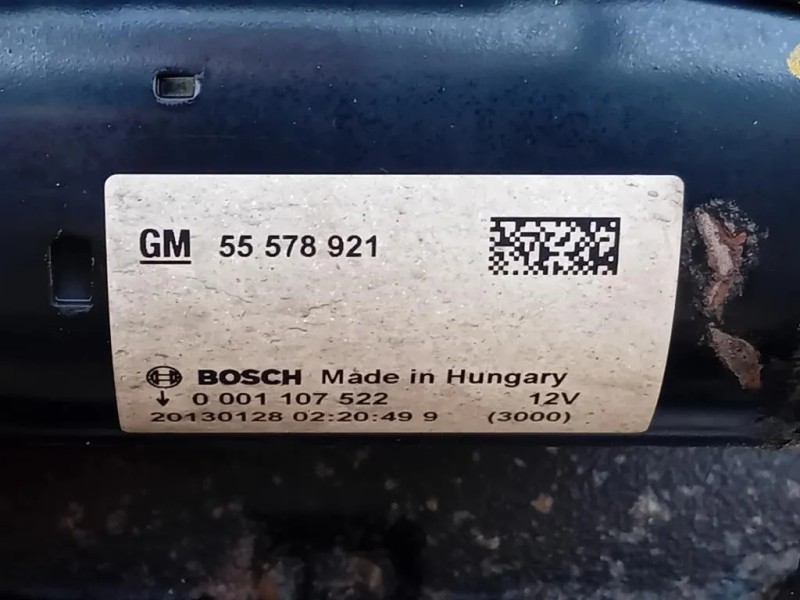 GM 55 578 921
BOSCH Made in Hungary
↓ 0 001 107 522 12V
20130128 02:20:49 9 (3000)